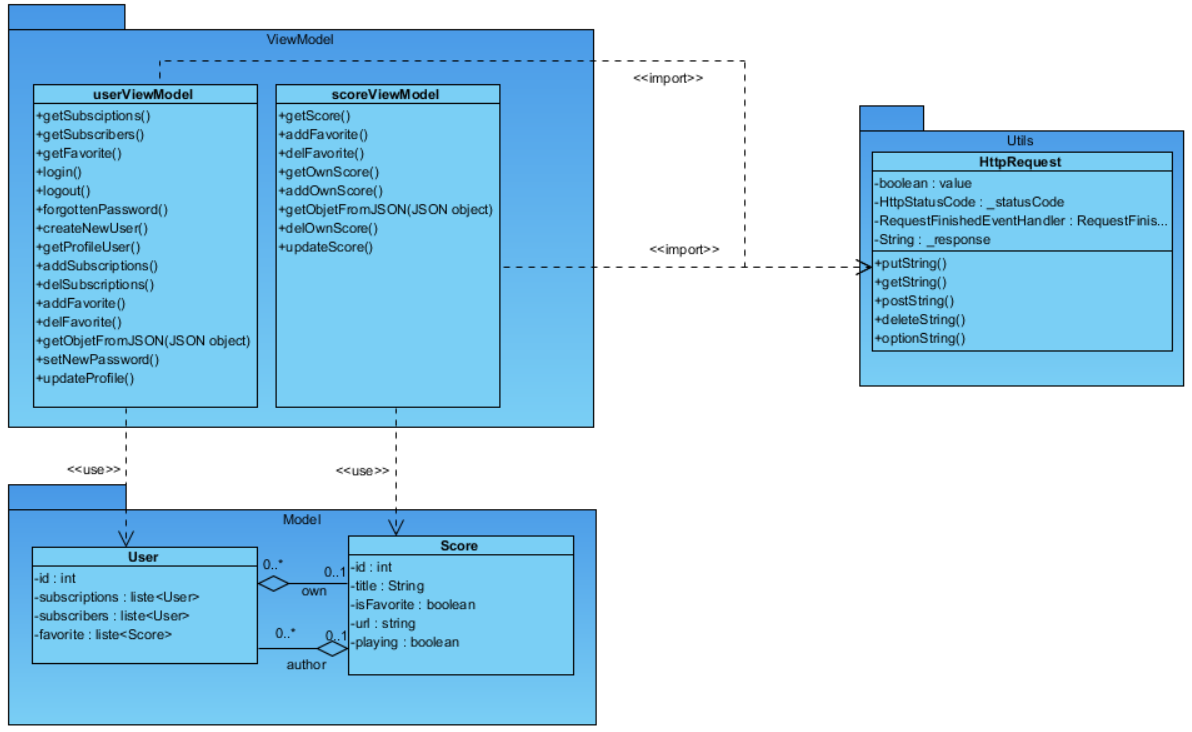 ViewModel
<<import>>
userViewModel
+getSubsciptions()
+getSubscribers()
+getFavorite()
+login()
+logout()
+forgottenPassword()
+createNewUser()
+getProfileUser()
+addSubscriptions()
+delSubscriptions()
+addFavorite()
+delFavorite()
+getObjetFromJSON(JSON object)
+setNewPassword()
+updateProfile()
scoreViewModel
+getScore()
+addFavorite()
+delFavorite()
+getOwnScore()
+addOwnScore()
+getObjetFromJSON(JSON object)
+delOwnScore()
+updateScore()
<<import>>
Utils
HttpRequest
-boolean : value
-HttpStatusCode : _statusCode
-RequestFinishedEventHandler : RequestFinis...
-String : _response
+putString()
+getString()
+postString()
+deleteString()
+optionString()
<<use>>
<<use>>
Model
User
-id : int
-subscriptions : liste<User>
-subscribers : liste<User>
-favorite : liste<Score>
0..*
0..1
own
0..*
0..1
author
Score
-id : int
-title : String
-isFavorite : boolean
-url : string
-playing : boolean